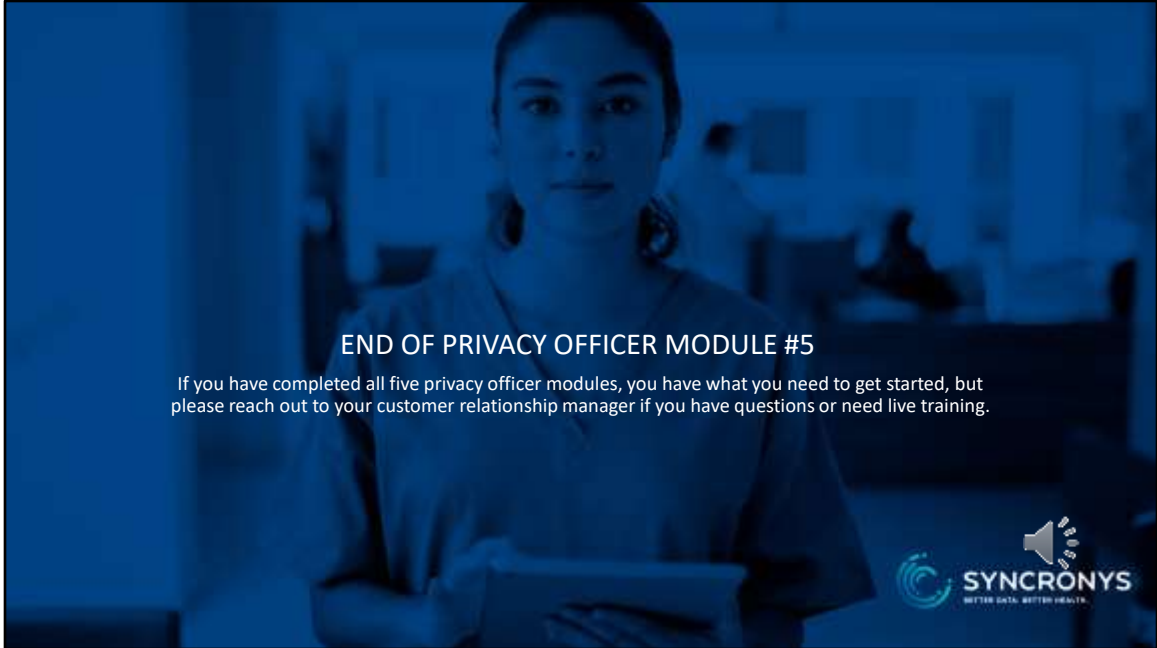 END OF PRIVACY OFFICER MODULE #5
If you have completed all five privacy officer modules, you have what you need to get started, but
please reach out to your customer relationship manager if you have questions or need live training.
SYNCRONYS
BETTER DATA. BETTER HEALTH.